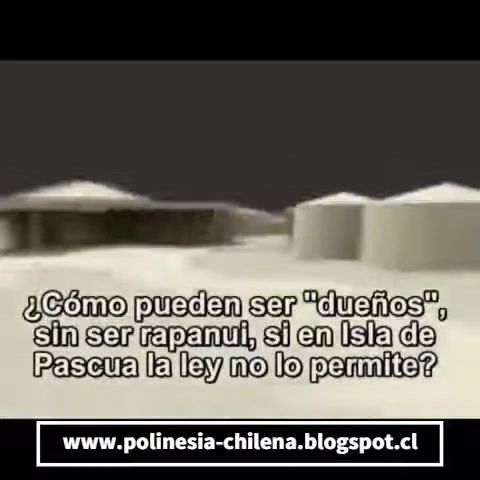 ¿Cómo pueden ser "dueños",
sin ser rapanui, si en Isla de
Pascua la ley no lo permite?
www.polinesia-chilena.blogspot.cl